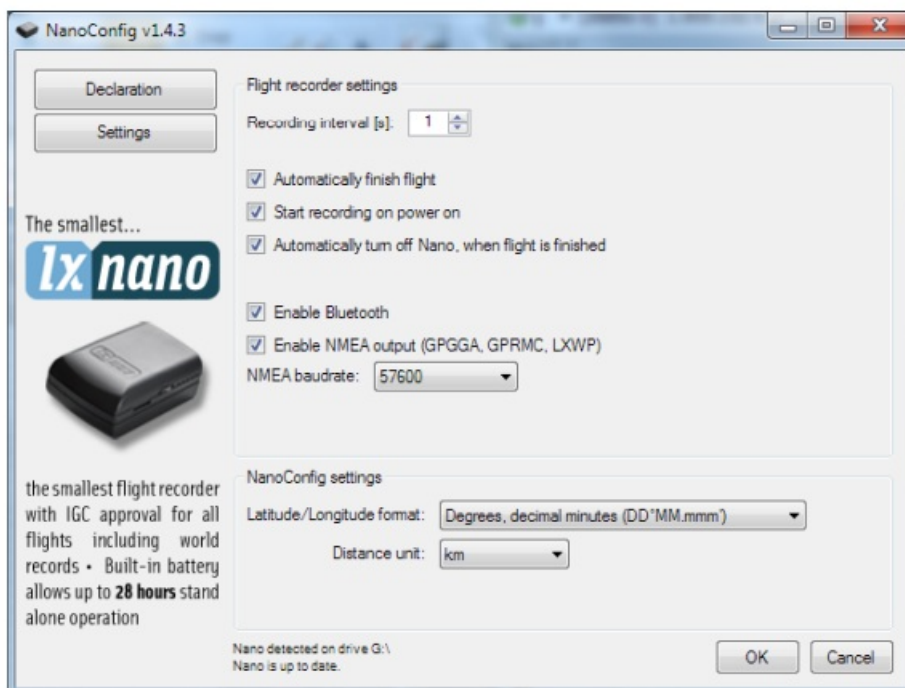 NanoConfig v1.4.3
Declaration
Settings
The smallest...
lx nano
the smallest flight recorder
with IGC approval for all
flights including world
records • Built-in battery
allows up to 28 hours stand
alone operation
Flight recorder settings
Recording interval [s]: 1
Automatically finish flight
Start recording on power on
Automatically turn off Nano, when flight is finished
Enable Bluetooth
Enable NMEA output (GPGGA, GPRMC, LXWP)
NMEA baudrate: 57600
NanoConfig settings
Latitude/Longitude format: Degrees, decimal minutes (DD°MM.mmm')
Distance unit: km
Nano detected on drive G:\
Nano is up to date.
OK Cancel